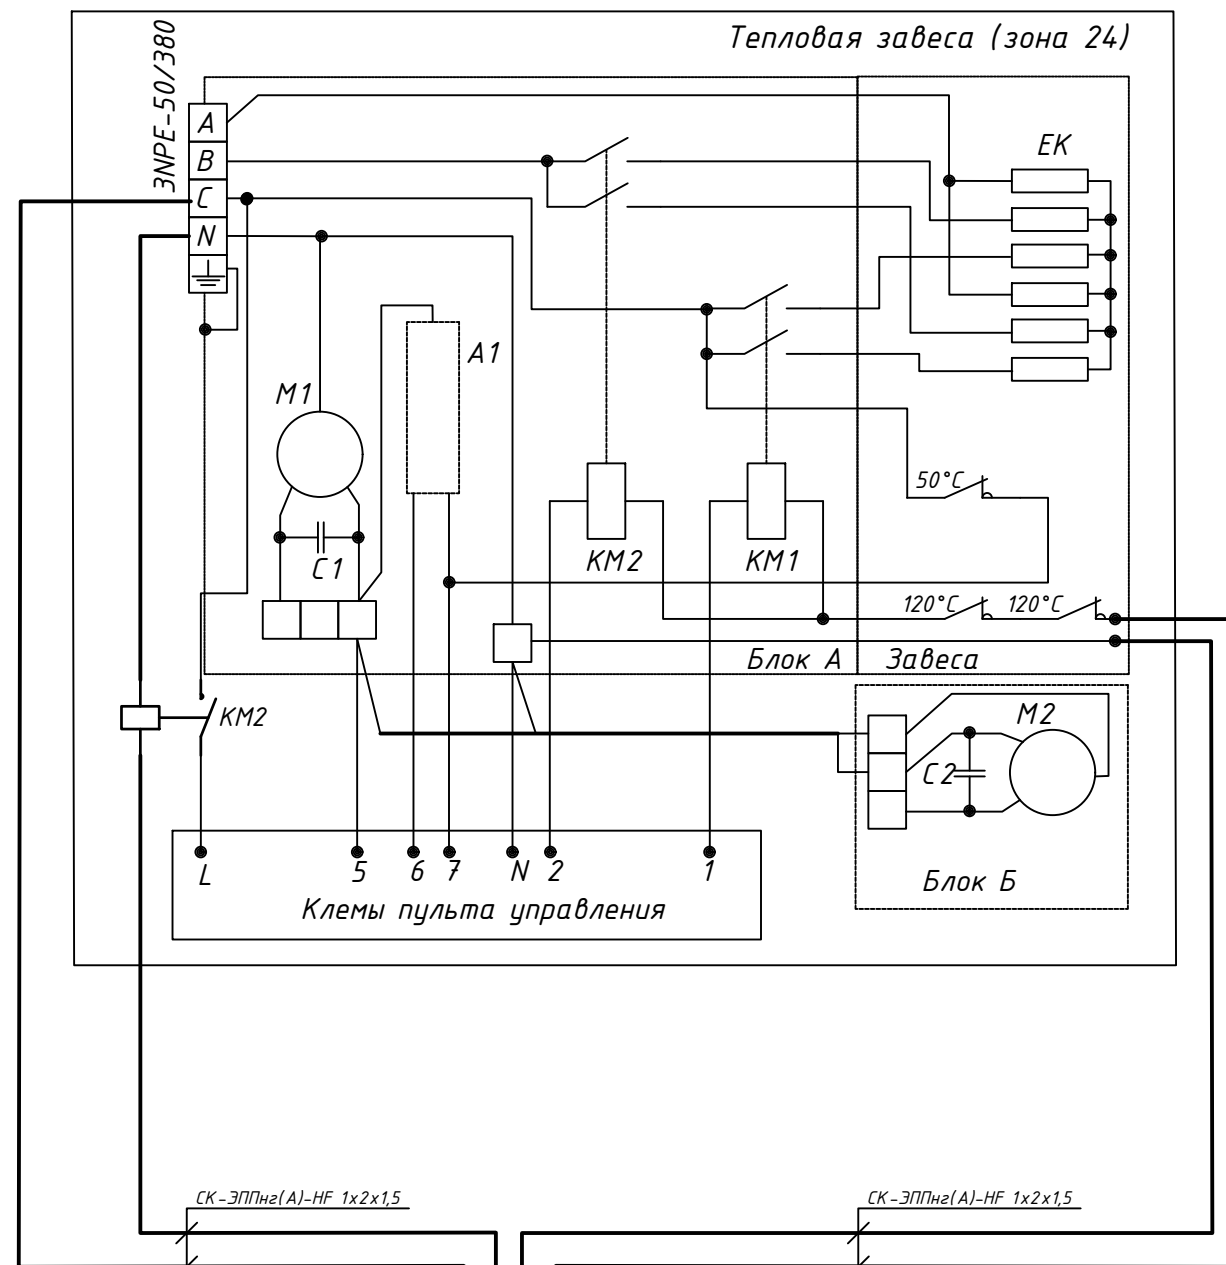 Тепловая завеса (зона 24)
3NPE-50/380
A
B
C
N
EK
A1
M1
C1
50°C
KM2
KM1
120°C
120°C
Блок А
Завеса
KM2
M2
C2
Блок Б
L
5
6
7
N
2
1
Клемы пульта управления
СК-ЭППнг(А)-HF 1x2x1,5
СК-ЭППнг(А)-HF 1x2x1,5